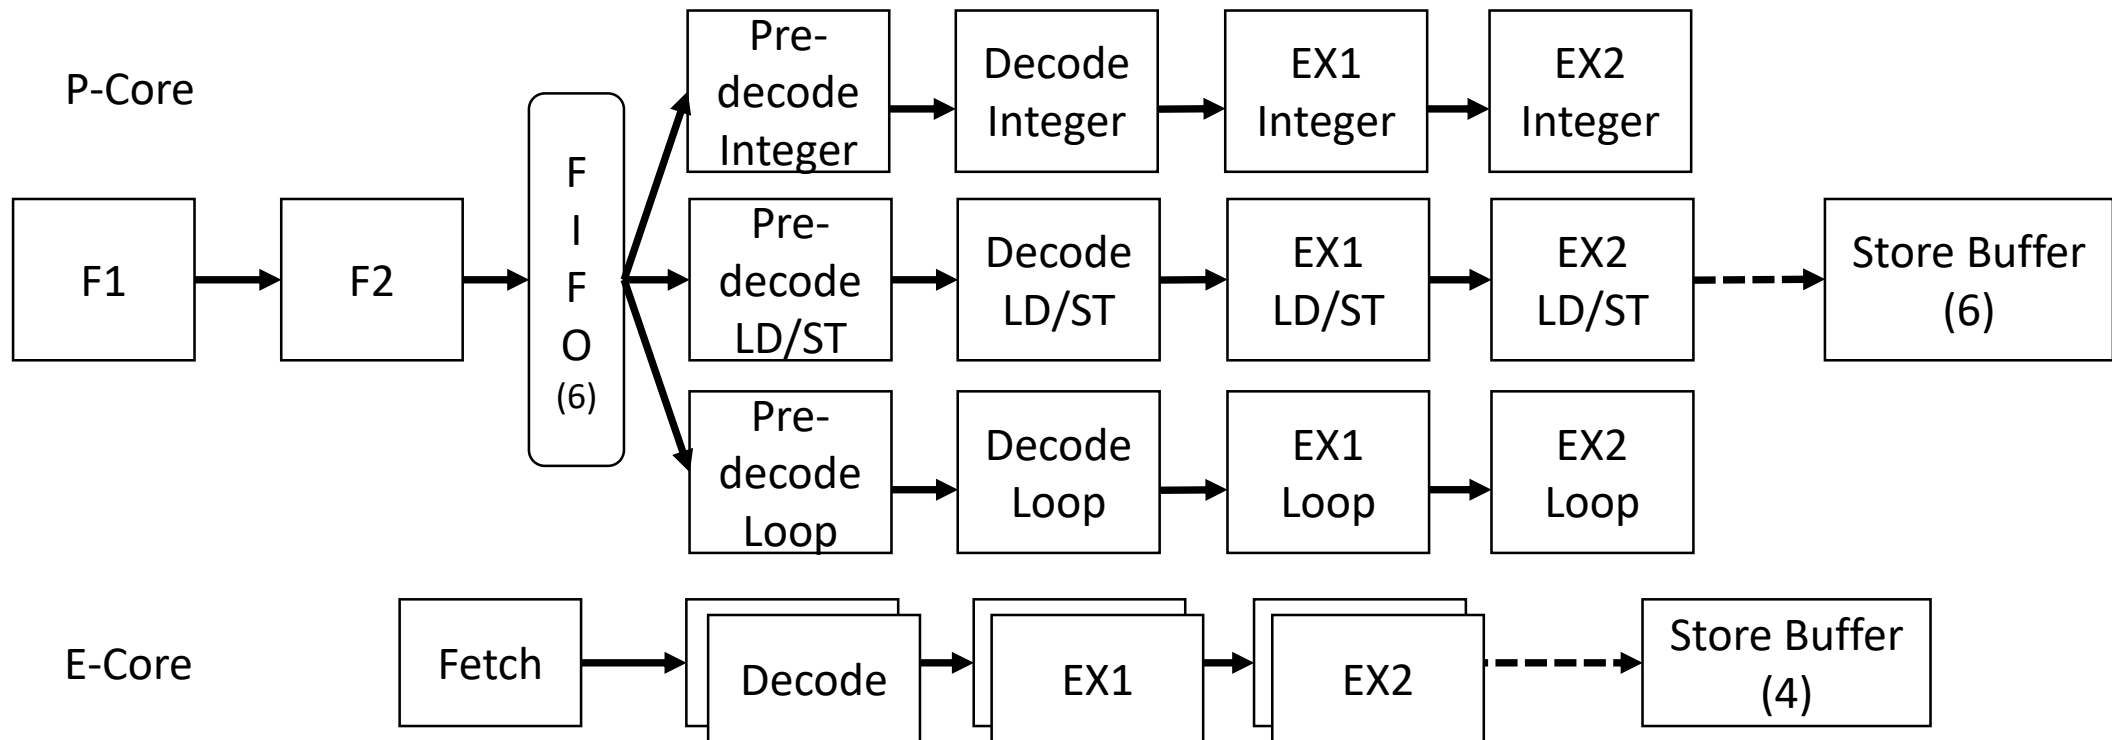 P-Core
F1
F2
F
I
F
O
(6)
Pre-
decode
Integer
Decode
Integer
EX1
Integer
EX2
Integer
Pre-
decode
LD/ST
Decode
LD/ST
EX1
LD/ST
EX2
LD/ST
Store Buffer
(6)
Pre-
decode
Loop
Decode
Loop
EX1
Loop
EX2
Loop
E-Core
Fetch
Decode
EX1
EX2
Store Buffer
(4)